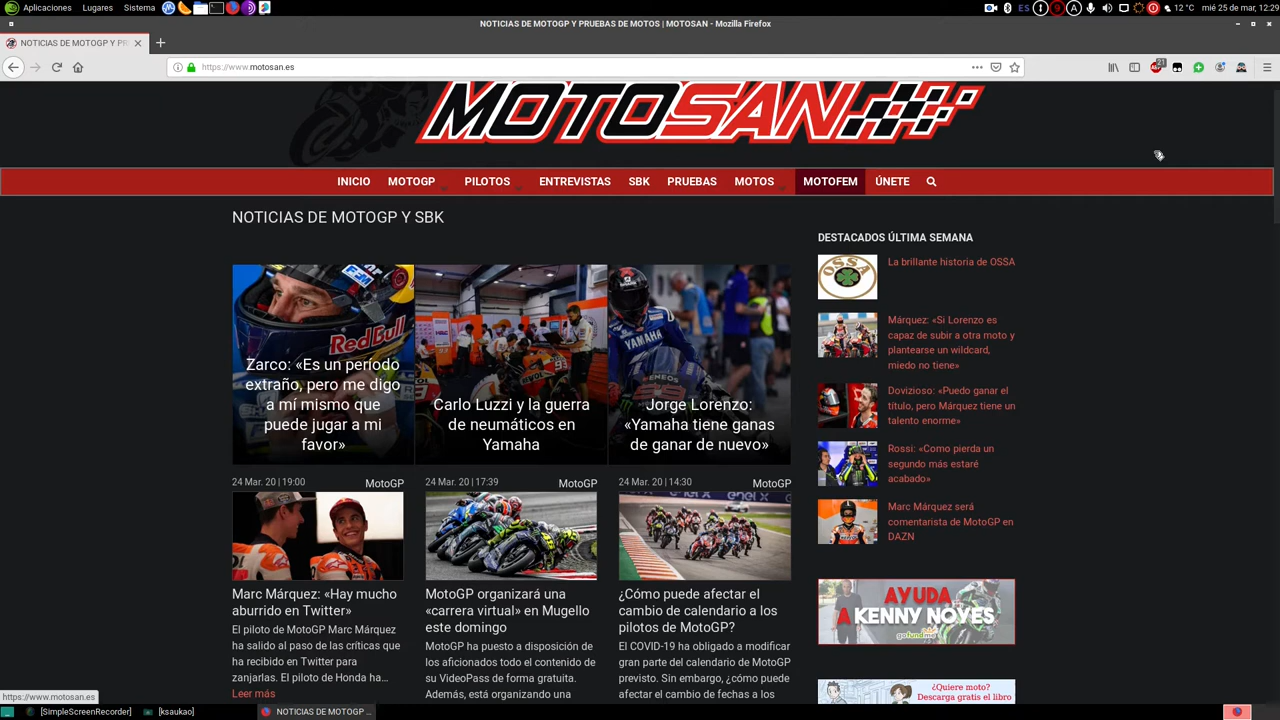 Aplicaciones Lugares Sistema
ES 12 °C mié 25 de mar, 12:29
NOTICIAS DE MOTOGP Y PRUEBAS DE MOTOS | MOTOSAN - Mozilla Firefox
NOTICIAS DE MOTOGP Y PR
https://www.motosan.es
21
MOTOSAN
INICIO MOTOGP PILOTOS ENTREVISTAS SBK PRUEBAS MOTOS MOTOFEM ÚNETE
NOTICIAS DE MOTOGP Y SBK
Zarco: «Es un período
extraño, pero me digo
a mí mismo que
puede jugar a mi
favor»
Carlo Luzzi y la guerra
de neumáticos en
Yamaha
Jorge Lorenzo:
«Yamaha tiene ganas
de ganar de nuevo»
Red Bull
YAMAHA
ENEOS
24 Mar. 20 | 19:00 MotoGP
24 Mar. 20 | 17:39 MotoGP
24 Mar. 20 | 14:30 MotoGP
Marc Márquez: «Hay mucho
aburrido en Twitter»
El piloto de MotoGP Marc Márquez
ha salido al paso de las críticas que
ha recibido en Twitter para
zanjarlas. El piloto de Honda ha…
Leer más
MotoGP organizará una
«carrera virtual» en Mugello
este domingo
MotoGP ha puesto a disposición de
los aficionados todo el contenido de
su VideoPass de forma gratuita.
Además, está organizando una
¿Cómo puede afectar el
cambio de calendario a los
pilotos de MotoGP?
El COVID-19 ha obligado a modificar
gran parte del calendario de MotoGP
previsto. Sin embargo, ¿cómo puede
afectar el cambio de fechas a los
DESTACADOS ÚLTIMA SEMANA
OSSA
La brillante historia de OSSA
Márquez: «Si Lorenzo es
capaz de subir a otra moto y
plantearse un wildcard,
miedo no tiene»
Dovizioso: «Puedo ganar el
título, pero Márquez tiene un
talento enorme»
Rossi: «Como pierda un
segundo más estaré
acabado»
Marc Márquez será
comentarista de MotoGP en
DAZN
AYUDA
A KENNY NOYES
gofundme
¿Quiere moto?
Descarga gratis el libro
https://www.motosan.es
[SimpleScreenRecorder] [ksaukao] NOTICIAS DE MOTOGP ...